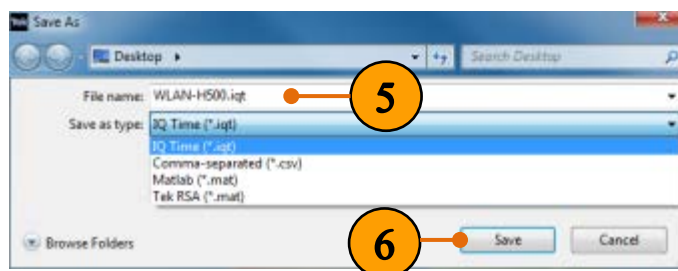 Tek Save As
Desktop Search Desktop
File name: WLAN-H500.iqt
5
Save as type: IQ Time (*.iqt)
IQ Time (*.iqt)
Comma-separated (*.csv)
Matlab (*.mat)
Tek RSA (*.mat)
Browse Folders 6 Save Cancel